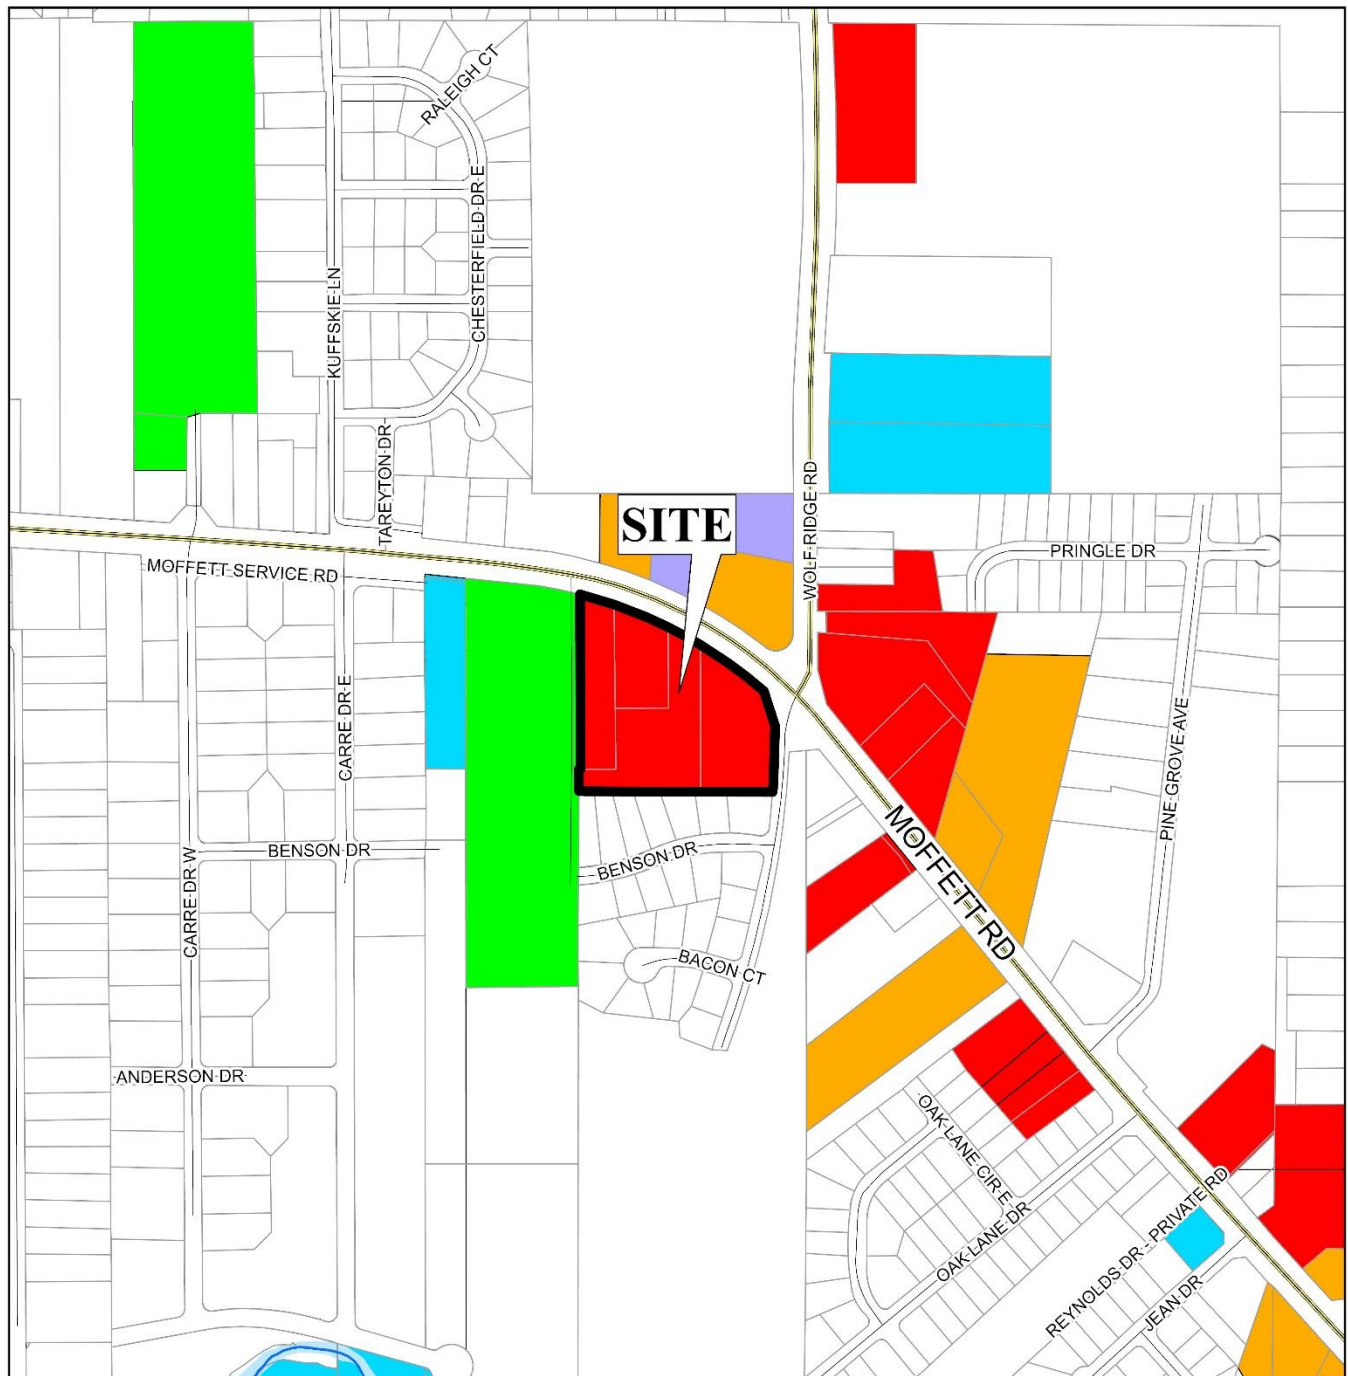 RALEIGH CT
CHESTERFIELD DR E
KUFFSKIE LN
TAREYTON DR
SITE
WOLF RIDGE RD
PRINGLE DR
MOFFETT SERVICE RD
CARRE DR E
PINE GROVE AVE
BENSON DR
BENSON DR
MOFFETT RD
CARRE DR W
BACON CT
ANDERSON DR
OAK LANE CIR E
OAK LANE DR
REYNOLDS DR - PRIVATE RD
JEAN DR